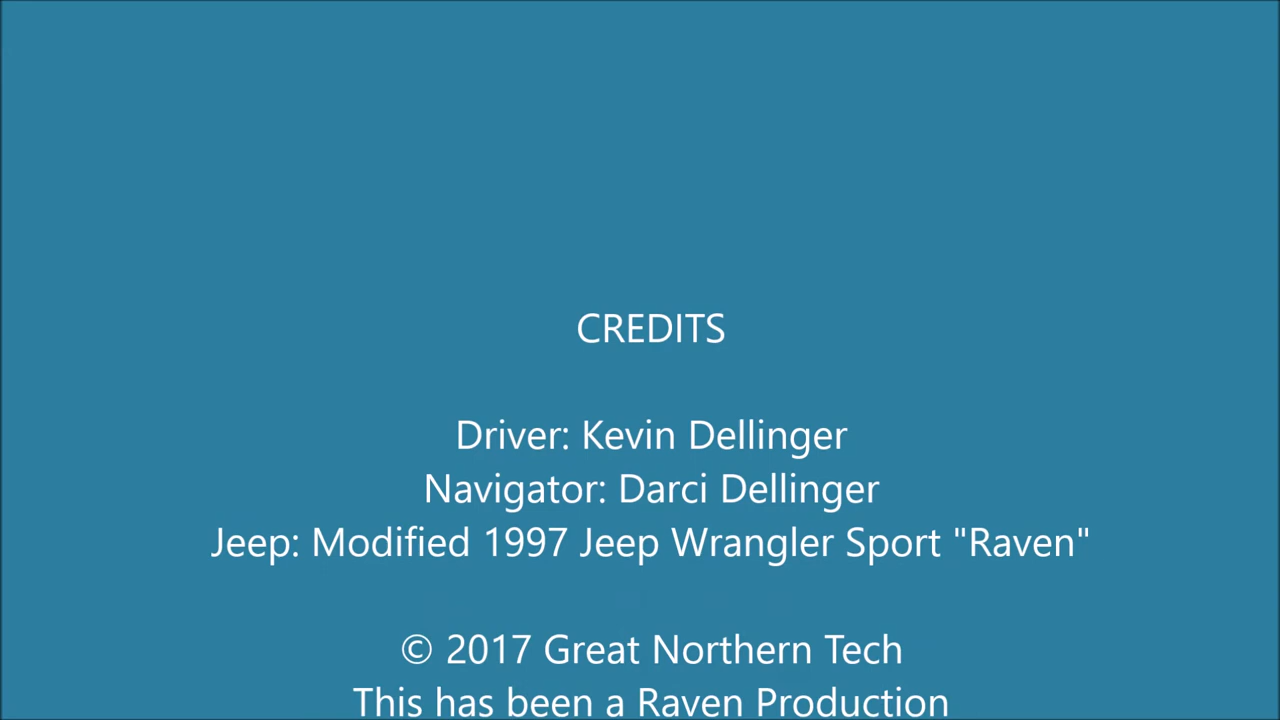 CREDITS
Driver: Kevin Dellinger
Navigator: Darci Dellinger
Jeep: Modified 1997 Jeep Wrangler Sport "Raven"
© 2017 Great Northern Tech
This has been a Raven Production